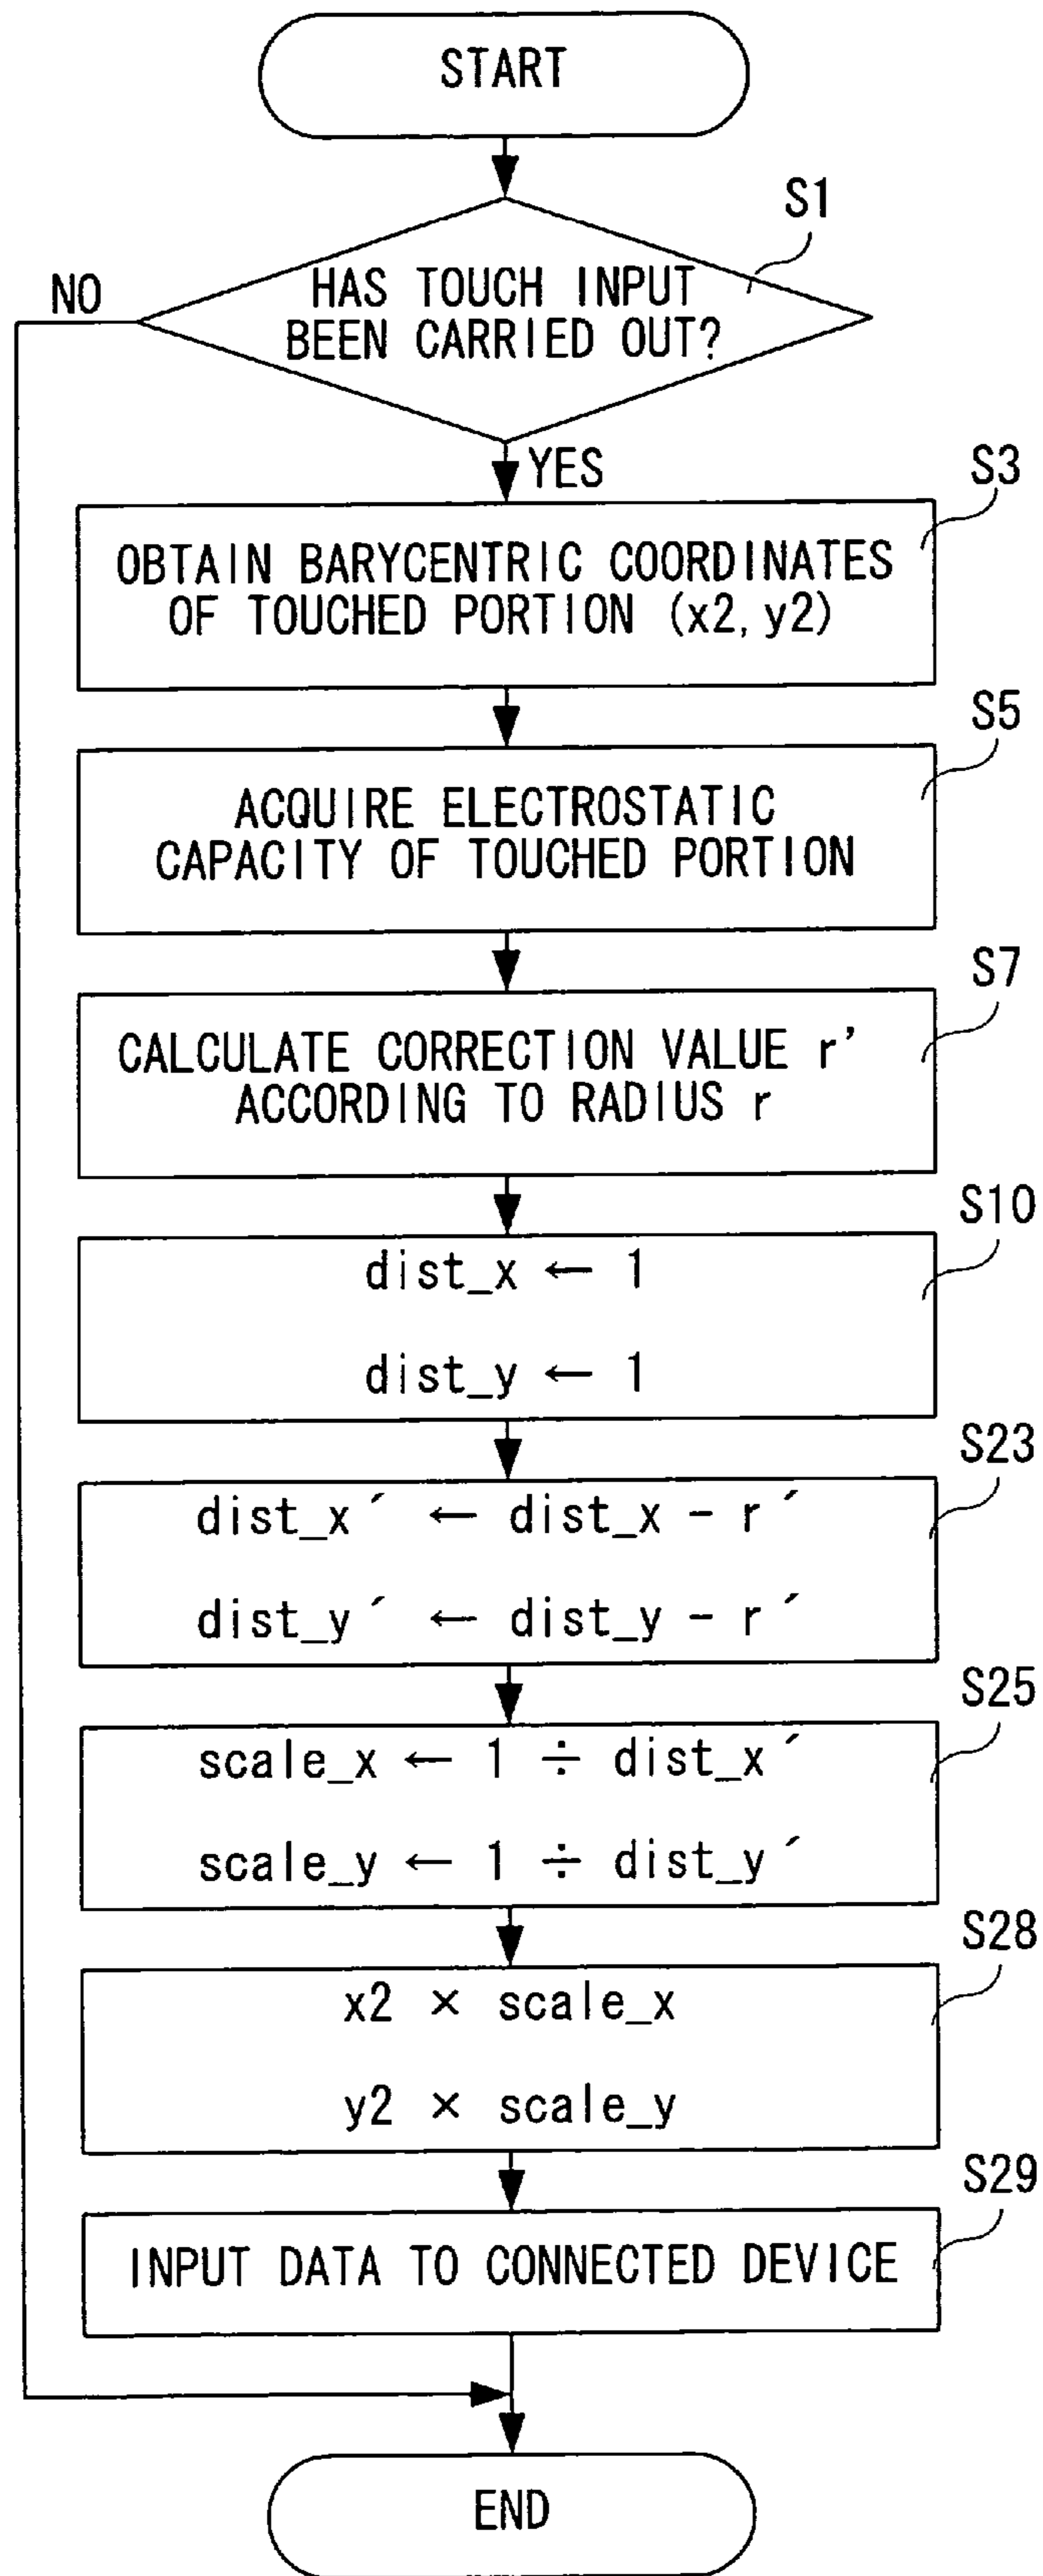 START
S1
HAS TOUCH INPUT
BEEN CARRIED OUT?
NO
YES
S3
OBTAIN BARYCENTRIC COORDINATES
OF TOUCHED PORTION (x2, y2)
S5
ACQUIRE ELECTROSTATIC
CAPACITY OF TOUCHED PORTION
S7
CALCULATE CORRECTION VALUE r'
ACCORDING TO RADIUS r
S10
dist_x ← 1
dist_y ← 1
S23
dist_x´ ← dist_x - r´
dist_y´ ← dist_y - r´
S25
scale_x ← 1 ÷ dist_x´
scale_y ← 1 ÷ dist_y´
S28
x2 × scale_x
y2 × scale_y
S29
INPUT DATA TO CONNECTED DEVICE
END